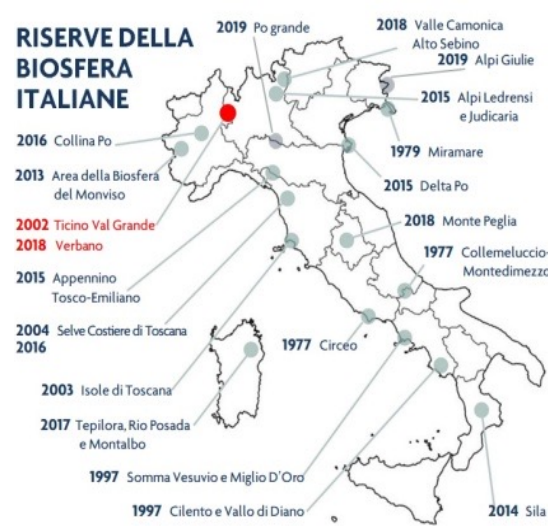 RISERVE DELLA
BIOSFERA
ITALIANE
2019 Po grande
2018 Valle Camonica
Alto Sebino
2019 Alpi Giulie
2015 Alpi Ledrensi
e Judicaria
1979 Miramare
2015 Delta Po
2018 Monte Peglia
1977 Collemeluccio-
Montedimezzo
2016 Collina Po
2013 Area della Biosfera
del Monviso
2002 Ticino Val Grande
2018 Verbano
2015 Appennino
Tosco-Emiliano
2004 Selve Costiere di Toscana
2016
1977 Circeo
2003 Isole di Toscana
2017 Tepilora, Rio Posada
e Montalbo
1997 Somma Vesuvio e Miglio D'Oro
1997 Cilento e Vallo di Diano
2014 Sila